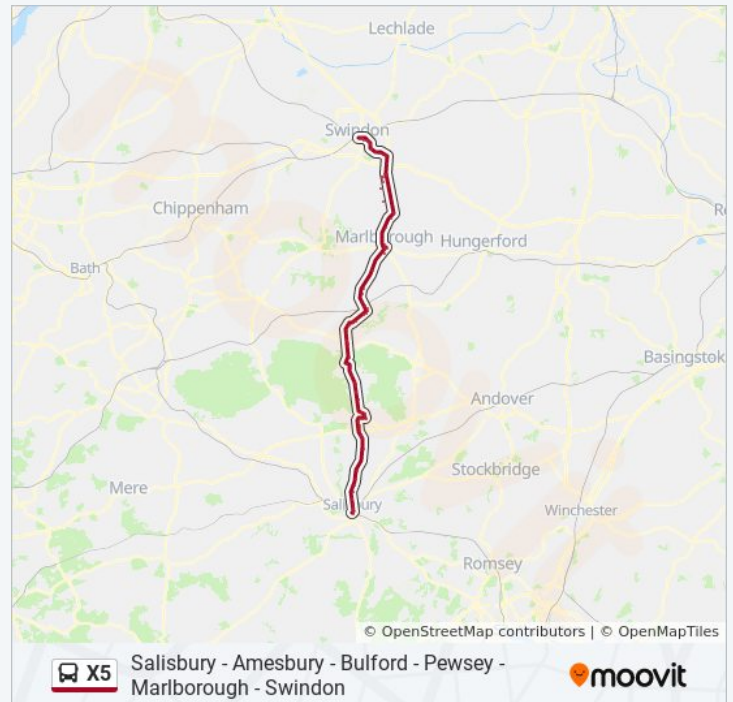 Lechlade
Swindon
Chippenham
Marlborough
Hungerford
Bath
Basingstok
Andover
Stockbridge
Mere
Salisbury
Winchester
Romsey
© OpenStreetMap contributors | © OpenMapTiles
X5
Salisbury - Amesbury - Bulford - Pewsey -
Marlborough - Swindon
moovit